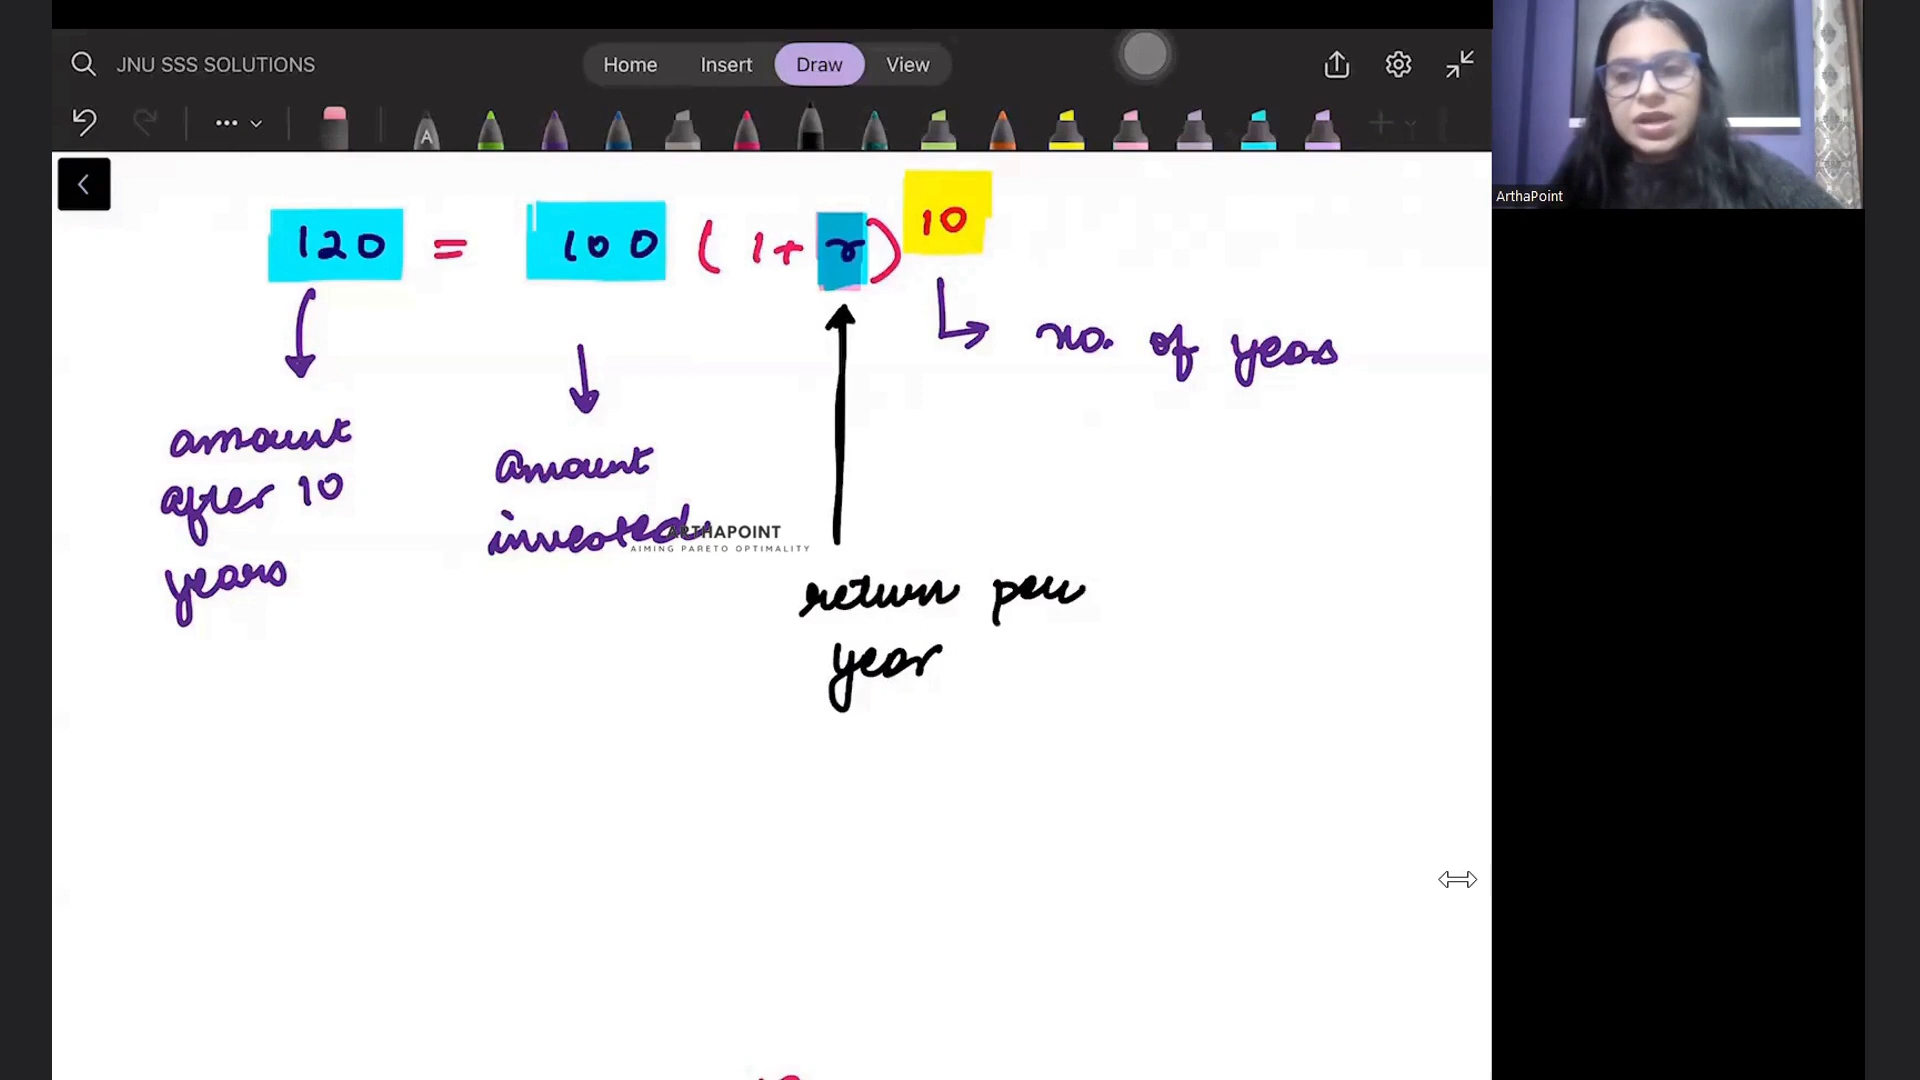 JNU SSS SOLUTIONS
Home Insert Draw View
A
ArthaPoint
120 = 100 (1+r)^10
no. of years
amount
after 10
years
amount
invested
ARTHAPOINT
AIMING PARETO OPTIMALITY
return per
year